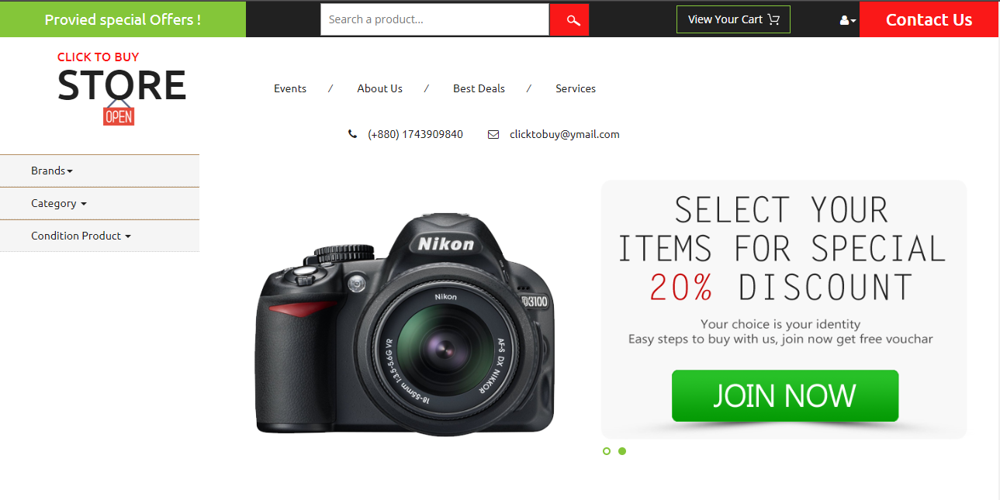 Provied special Offers !
Search a product...
View Your Cart
Contact Us
CLICK TO BUY
STORE
OPEN
Events / About Us / Best Deals / Services
(+880) 1743909840 clicktobuy@ymail.com
Brands
Category
Condition Product
Nikon
D3100
Nikon
AF-S DX NIKKOR
18-55mm 1:3.5-5.6G VR
SELECT YOUR
ITEMS FOR SPECIAL
20% DISCOUNT
Your choice is your identity
Easy steps to buy with us, join now get free vouchar
JOIN NOW